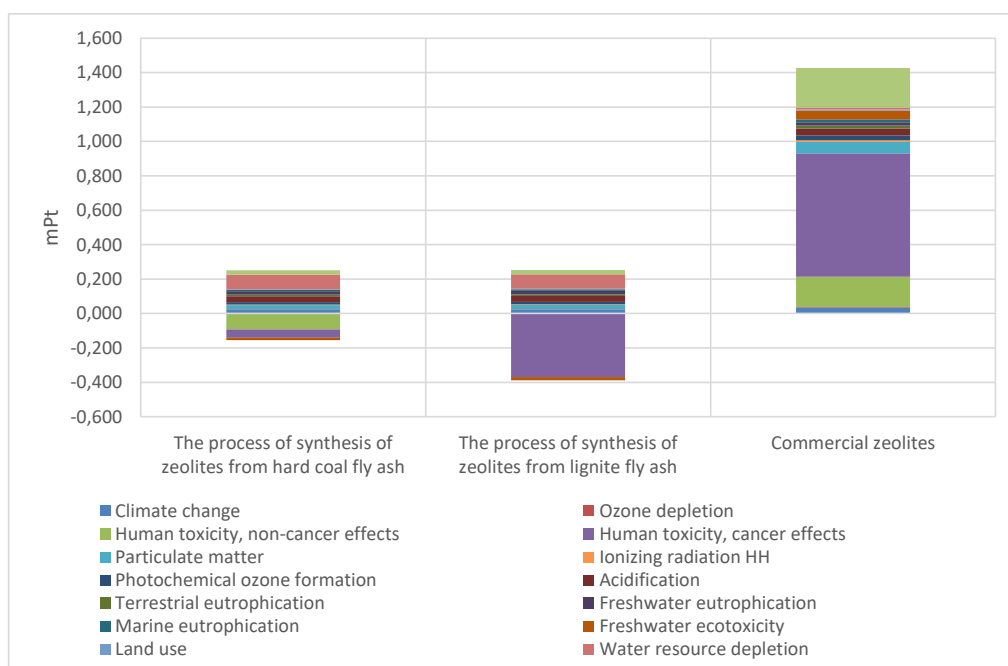 1,600
1,400
1,200
1,000
0,800
0,600
0,400
0,200
0,000
-0,200
-0,400
-0,600
mPt
The process of synthesis of
zeolites from hard coal fly ash
The process of synthesis of
zeolites from lignite fly ash
Commercial zeolites
Climate change
Ozone depletion
Human toxicity, non-cancer effects
Human toxicity, cancer effects
Particulate matter
Ionizing radiation HH
Photochemical ozone formation
Acidification
Terrestrial eutrophication
Freshwater eutrophication
Marine eutrophication
Freshwater ecotoxicity
Land use
Water resource depletion